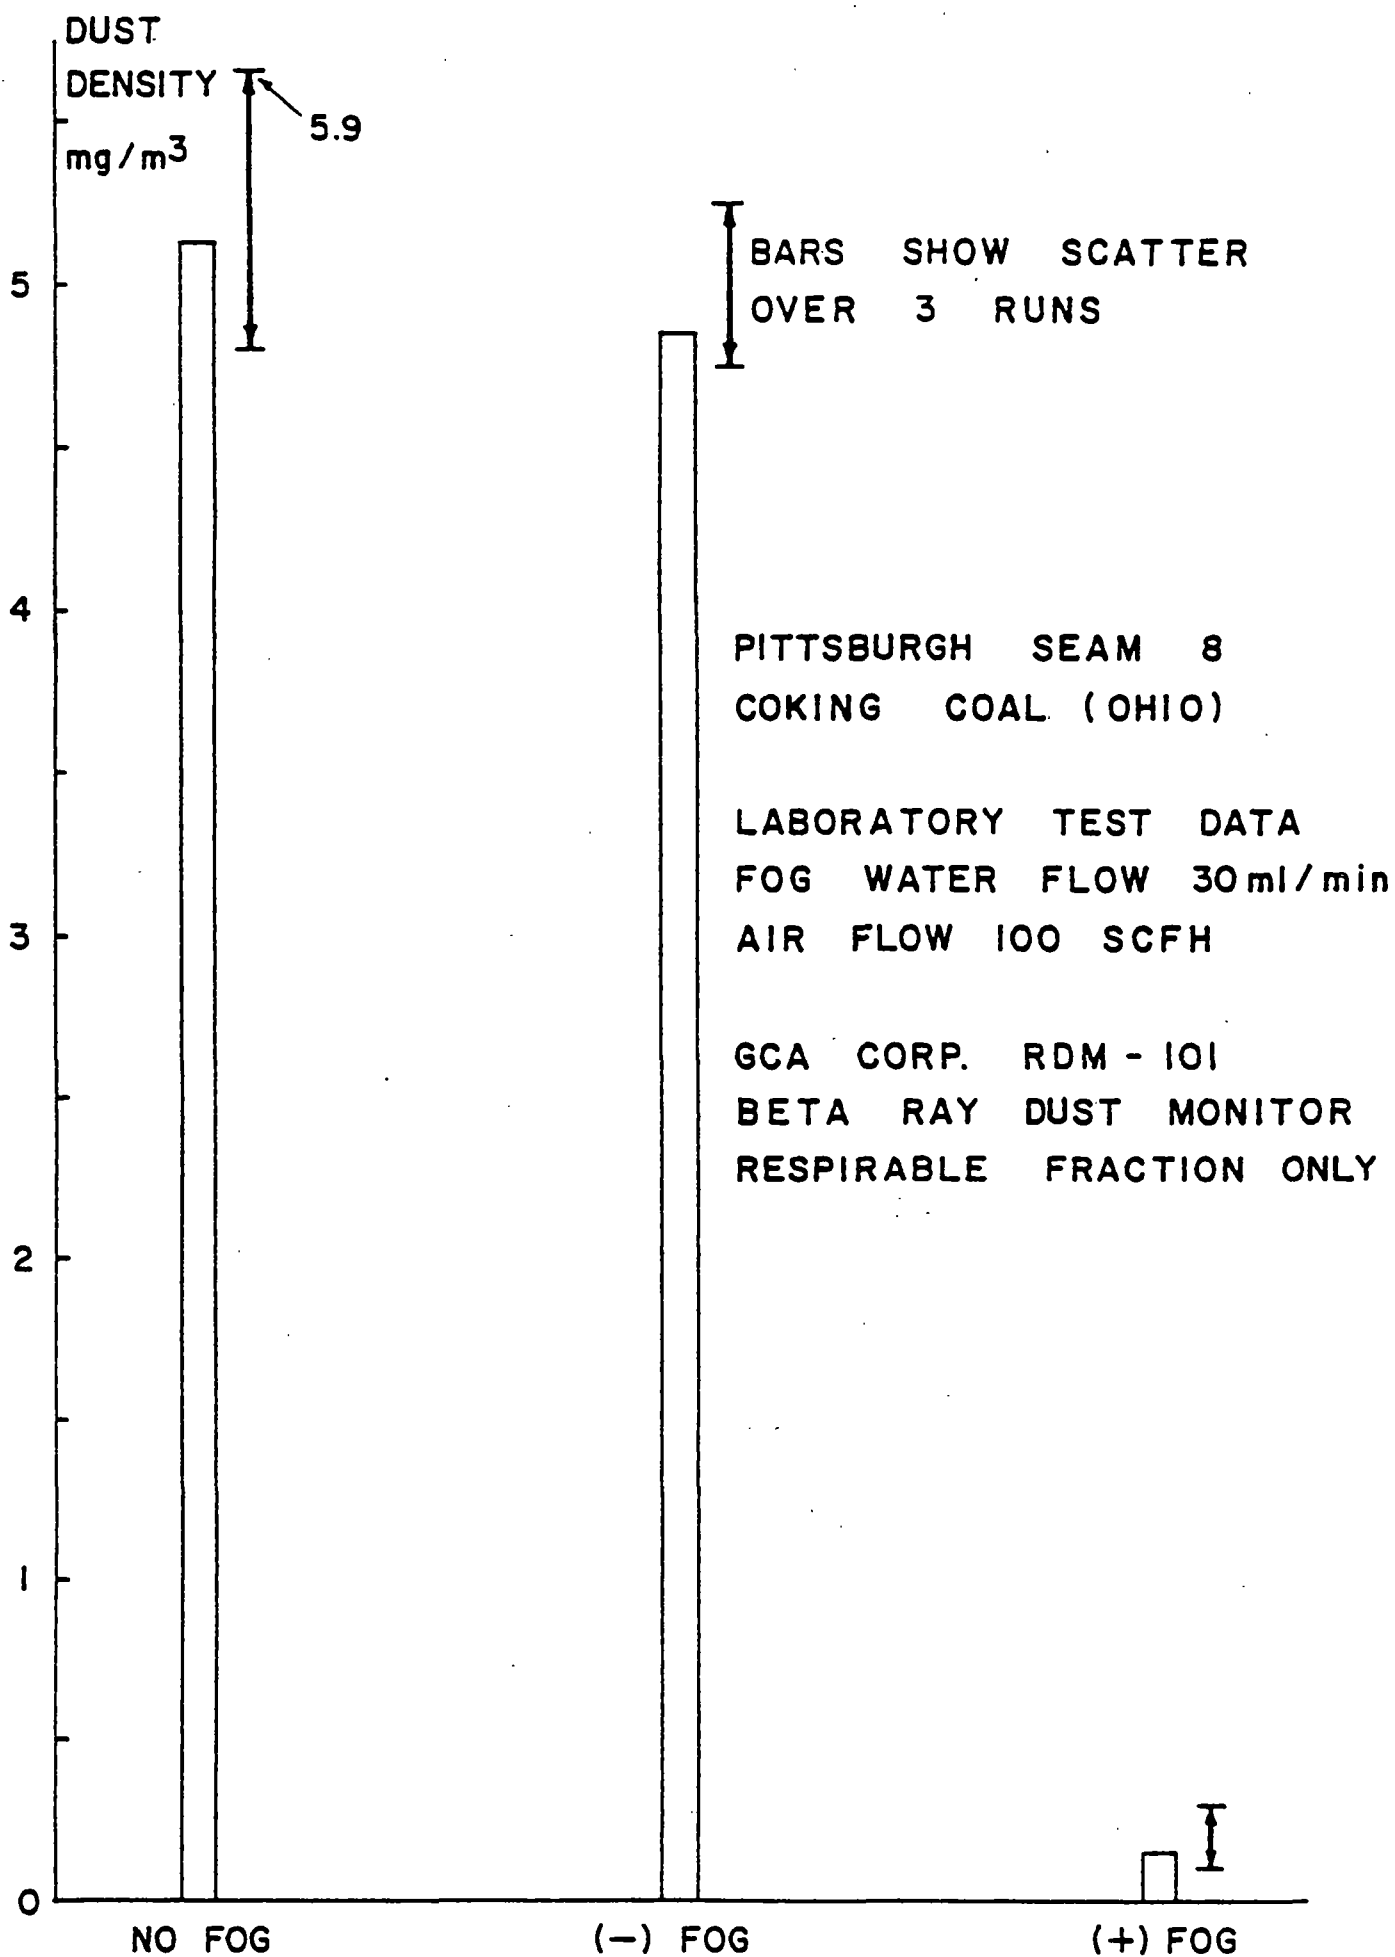 DUST
DENSITY
mg/m³
5.9
5
4
3
2
1
0
BARS SHOW SCATTER
OVER 3 RUNS
PITTSBURGH SEAM 8
COKING COAL (OHIO)
LABORATORY TEST DATA
FOG WATER FLOW 30ml/min
AIR FLOW 100 SCFH
GCA CORP. RDM-101
BETA RAY DUST MONITOR
RESPIRABLE FRACTION ONLY
NO FOG
(-) FOG
(+) FOG